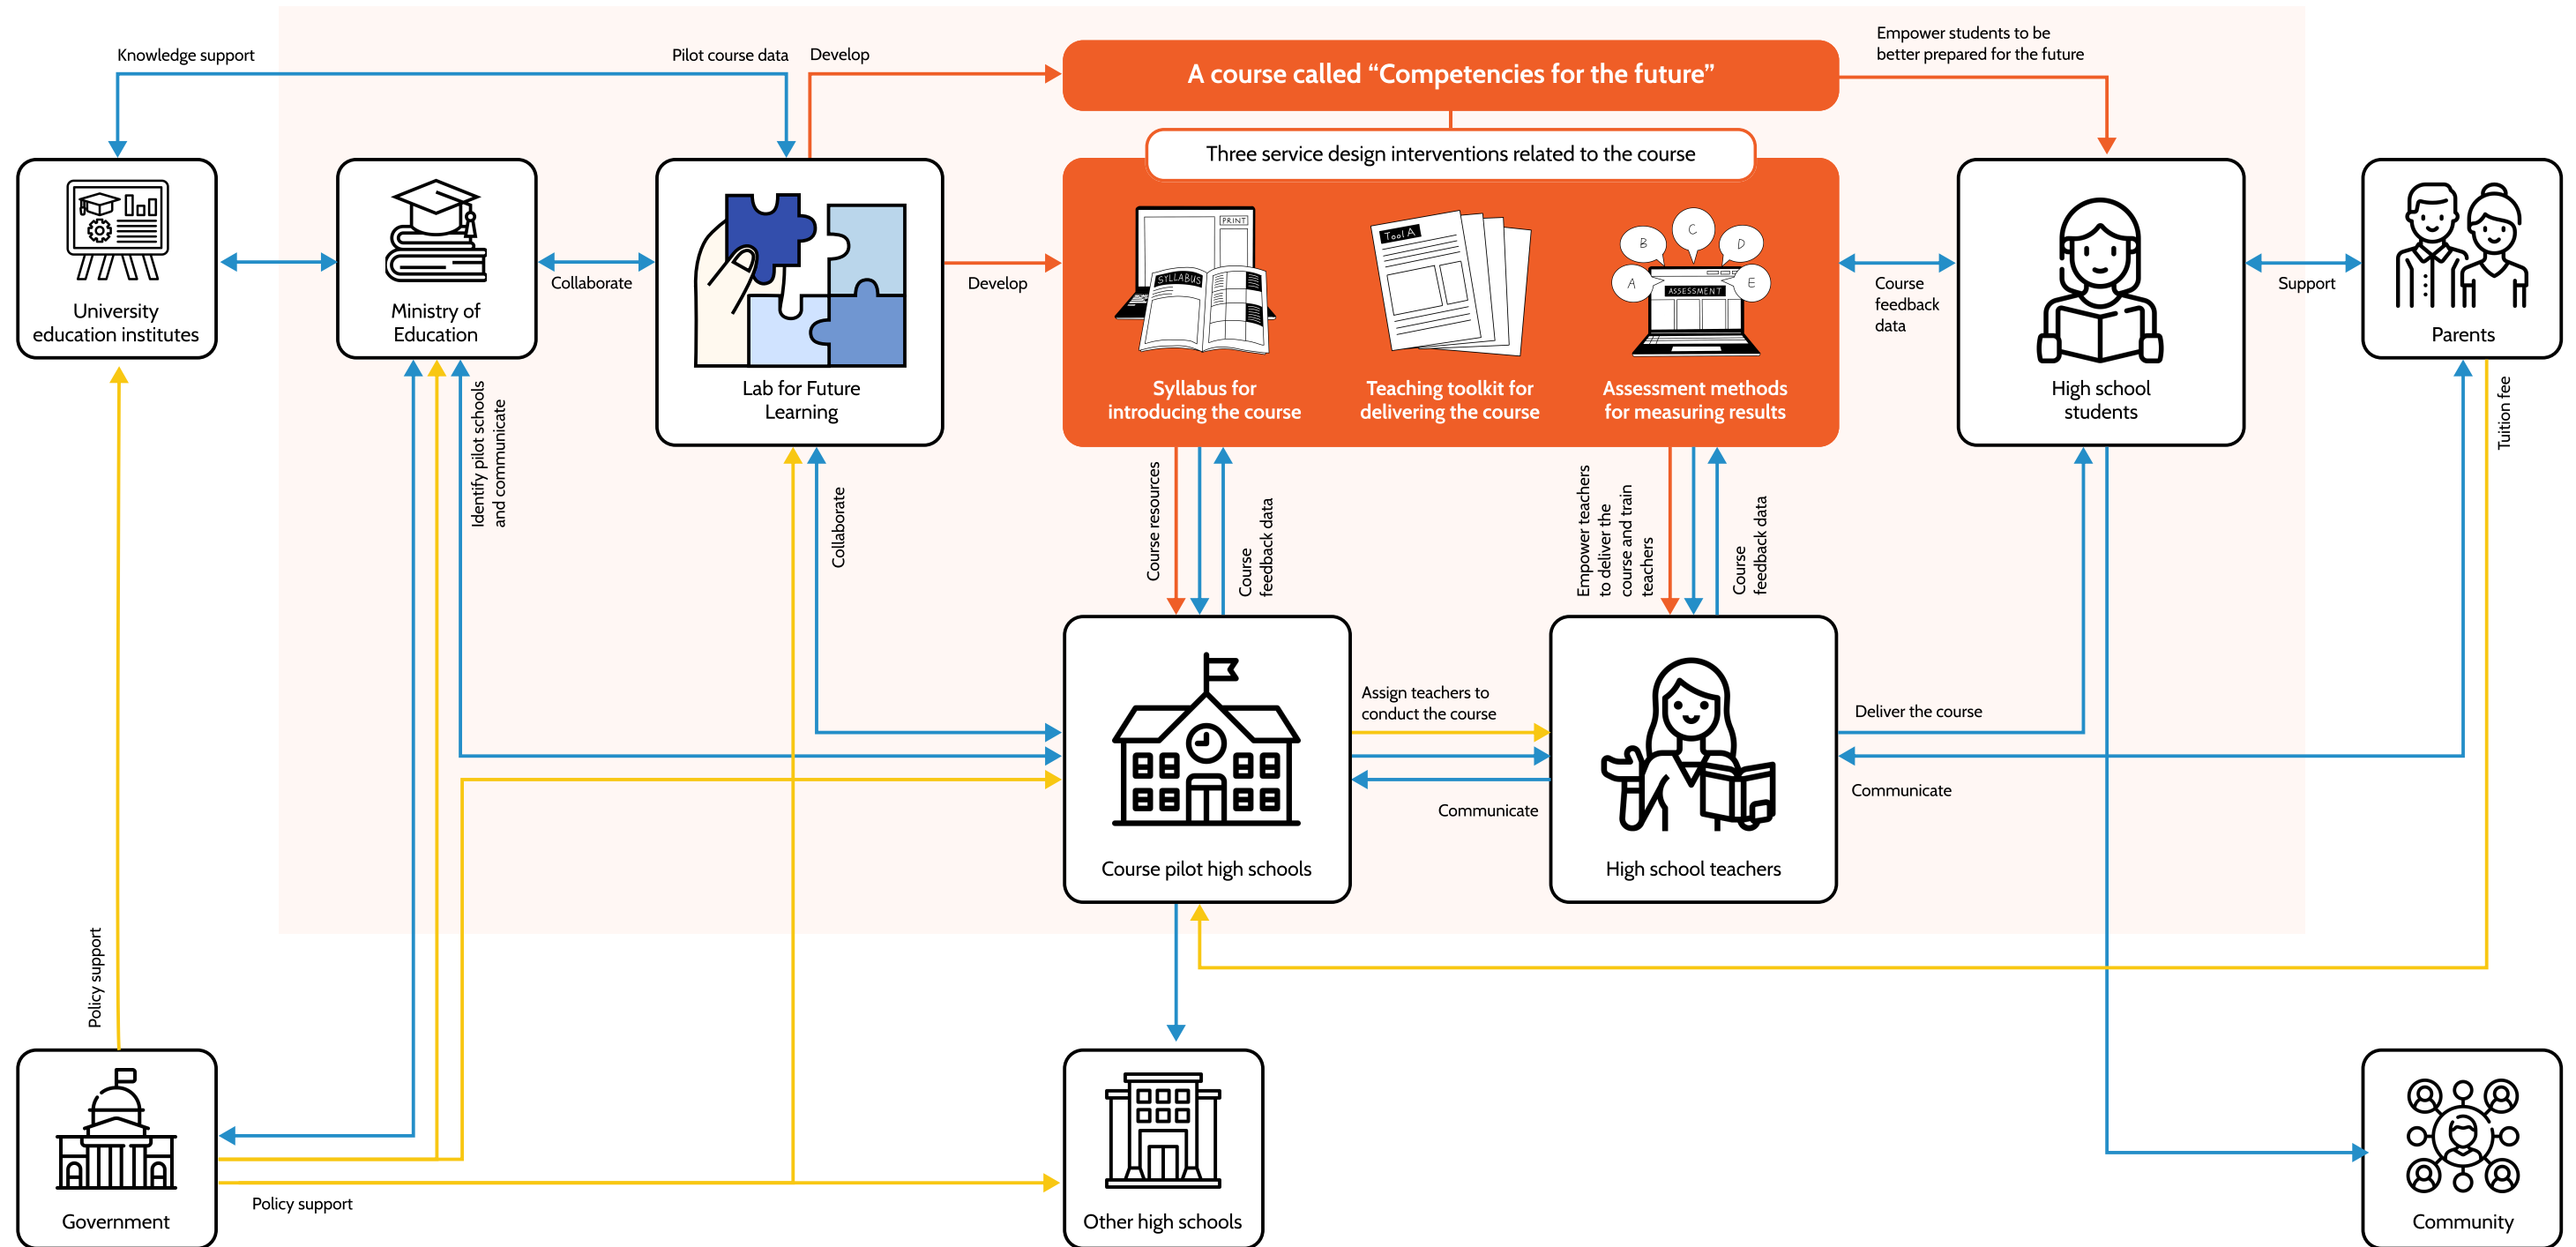 Knowledge support
Pilot course data
Develop
A course called “Competencies for the future”
Empower students to be
better prepared for the future
Three service design interventions related to the course
University
education institutes
Ministry of
Education
Collaborate
Lab for Future
Learning
Develop
PRINT
SYLLABUS
Syllabus for
introducing the course
Tool A
Teaching toolkit for
delivering the course
A
B
C
D
E
ASSESSMENT
Assessment methods
for measuring results
Course
feedback
data
High school
students
Support
Parents
Tuition fee
Identify pilot schools
and communicate
Collaborate
Course resources
Course
feedback data
Empower teachers
to deliver the
course and train
teachers
Course
feedback data
Assign teachers to
conduct the course
Communicate
Course pilot high schools
High school teachers
Deliver the course
Communicate
Policy support
Government
Policy support
Other high schools
Community